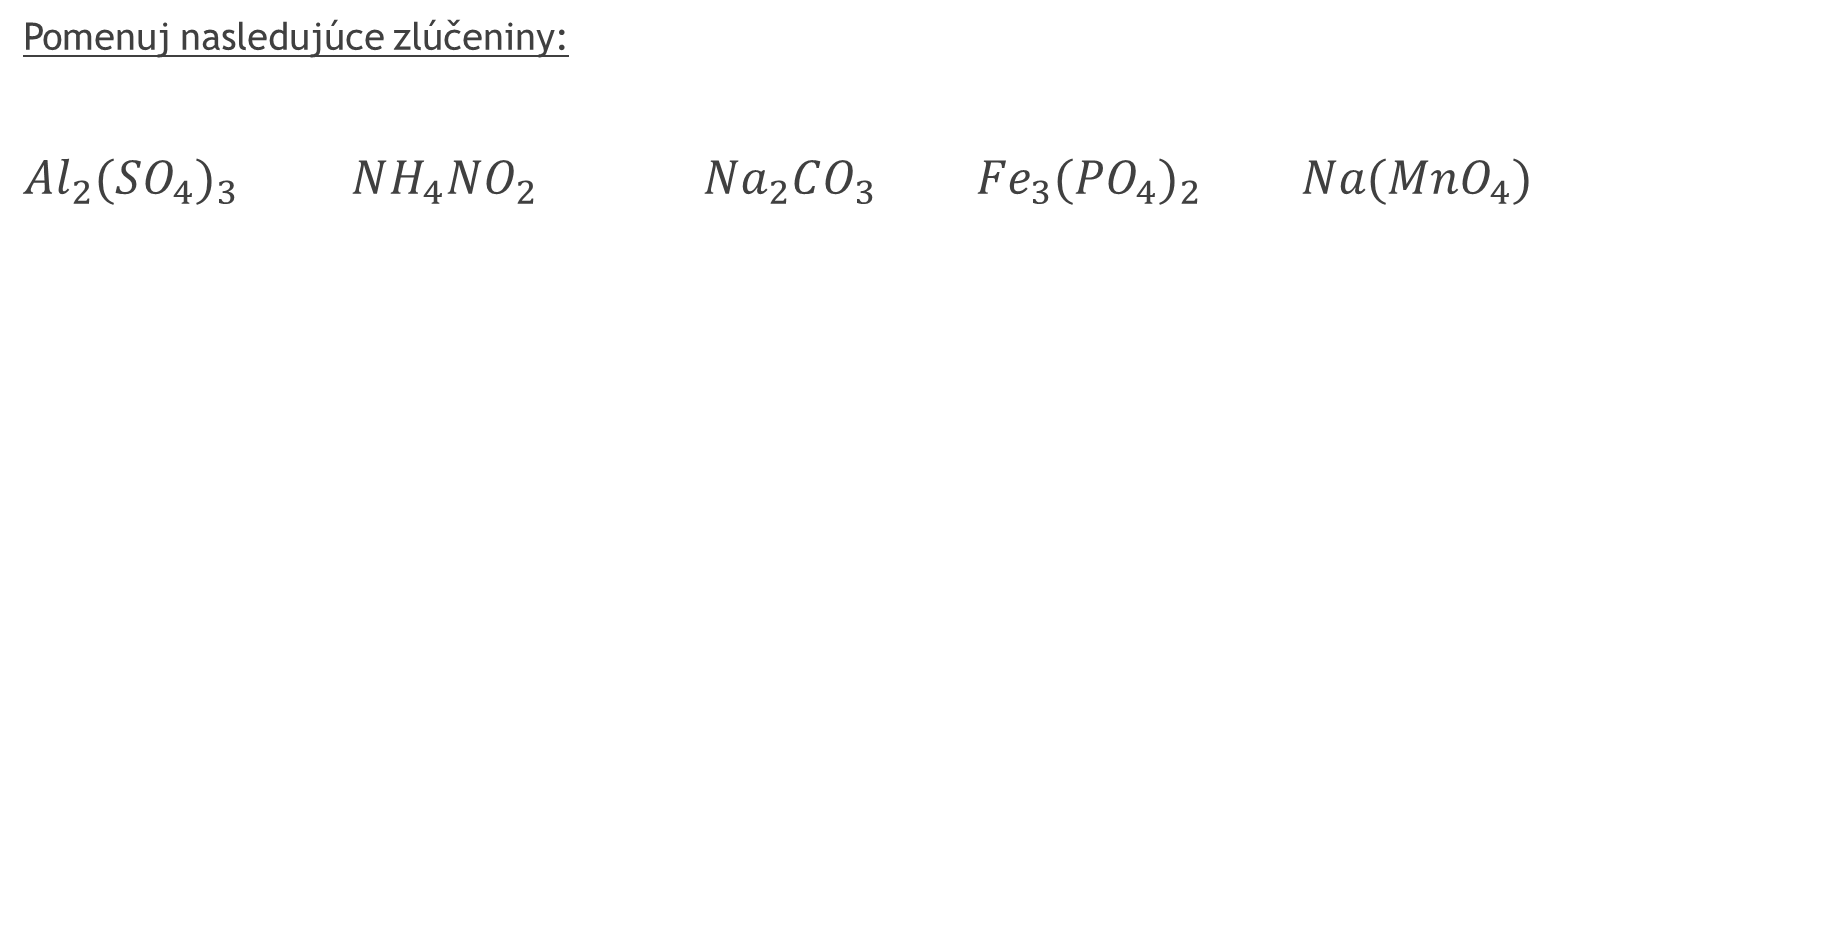 Pomenuj nasledujúce zlúčeniny:
Al₂(SO₄)₃ NH₄NO₂ Na₂CO₃ Fe₃(PO₄)₂ Na(MnO₄)